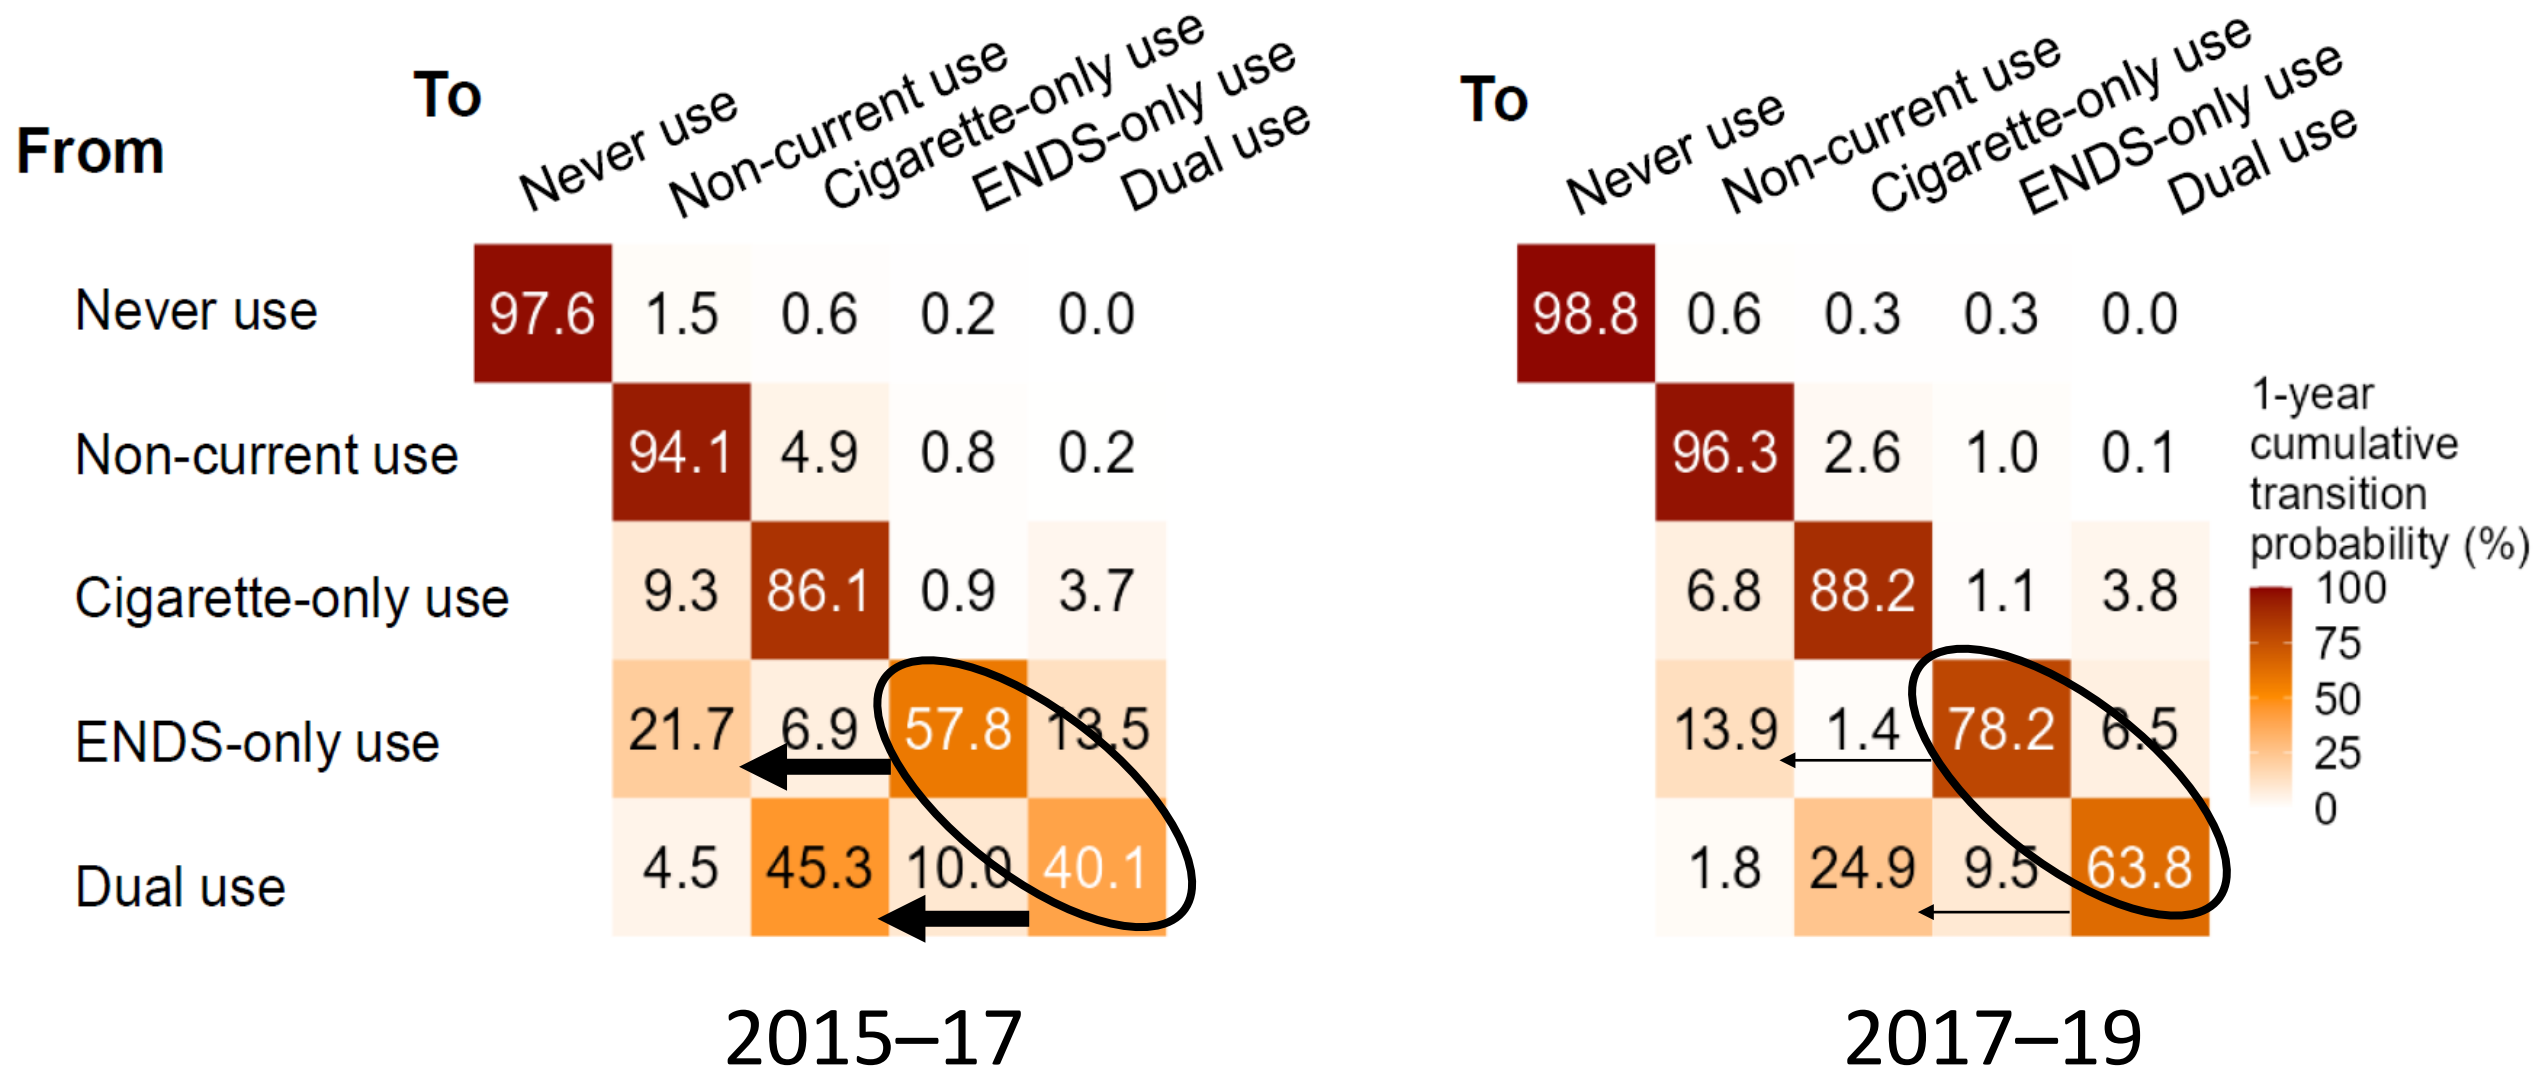 To
Never use
Non-current use
Cigarette-only use
ENDS-only use
Dual use
From
Never use 97.6 1.5 0.6 0.2 0.0
Non-current use 94.1 4.9 0.8 0.2
Cigarette-only use 9.3 86.1 0.9 3.7
ENDS-only use 21.7 6.9 57.8 13.5
Dual use 4.5 45.3 10.0 40.1
2015–17
To
Never use
Non-current use
Cigarette-only use
ENDS-only use
Dual use
98.8 0.6 0.3 0.3 0.0
96.3 2.6 1.0 0.1
6.8 88.2 1.1 3.8
13.9 1.4 78.2 6.5
1.8 24.9 9.5 63.8
2017–19
1-year
cumulative
transition
probability (%)
100
75
50
25
0